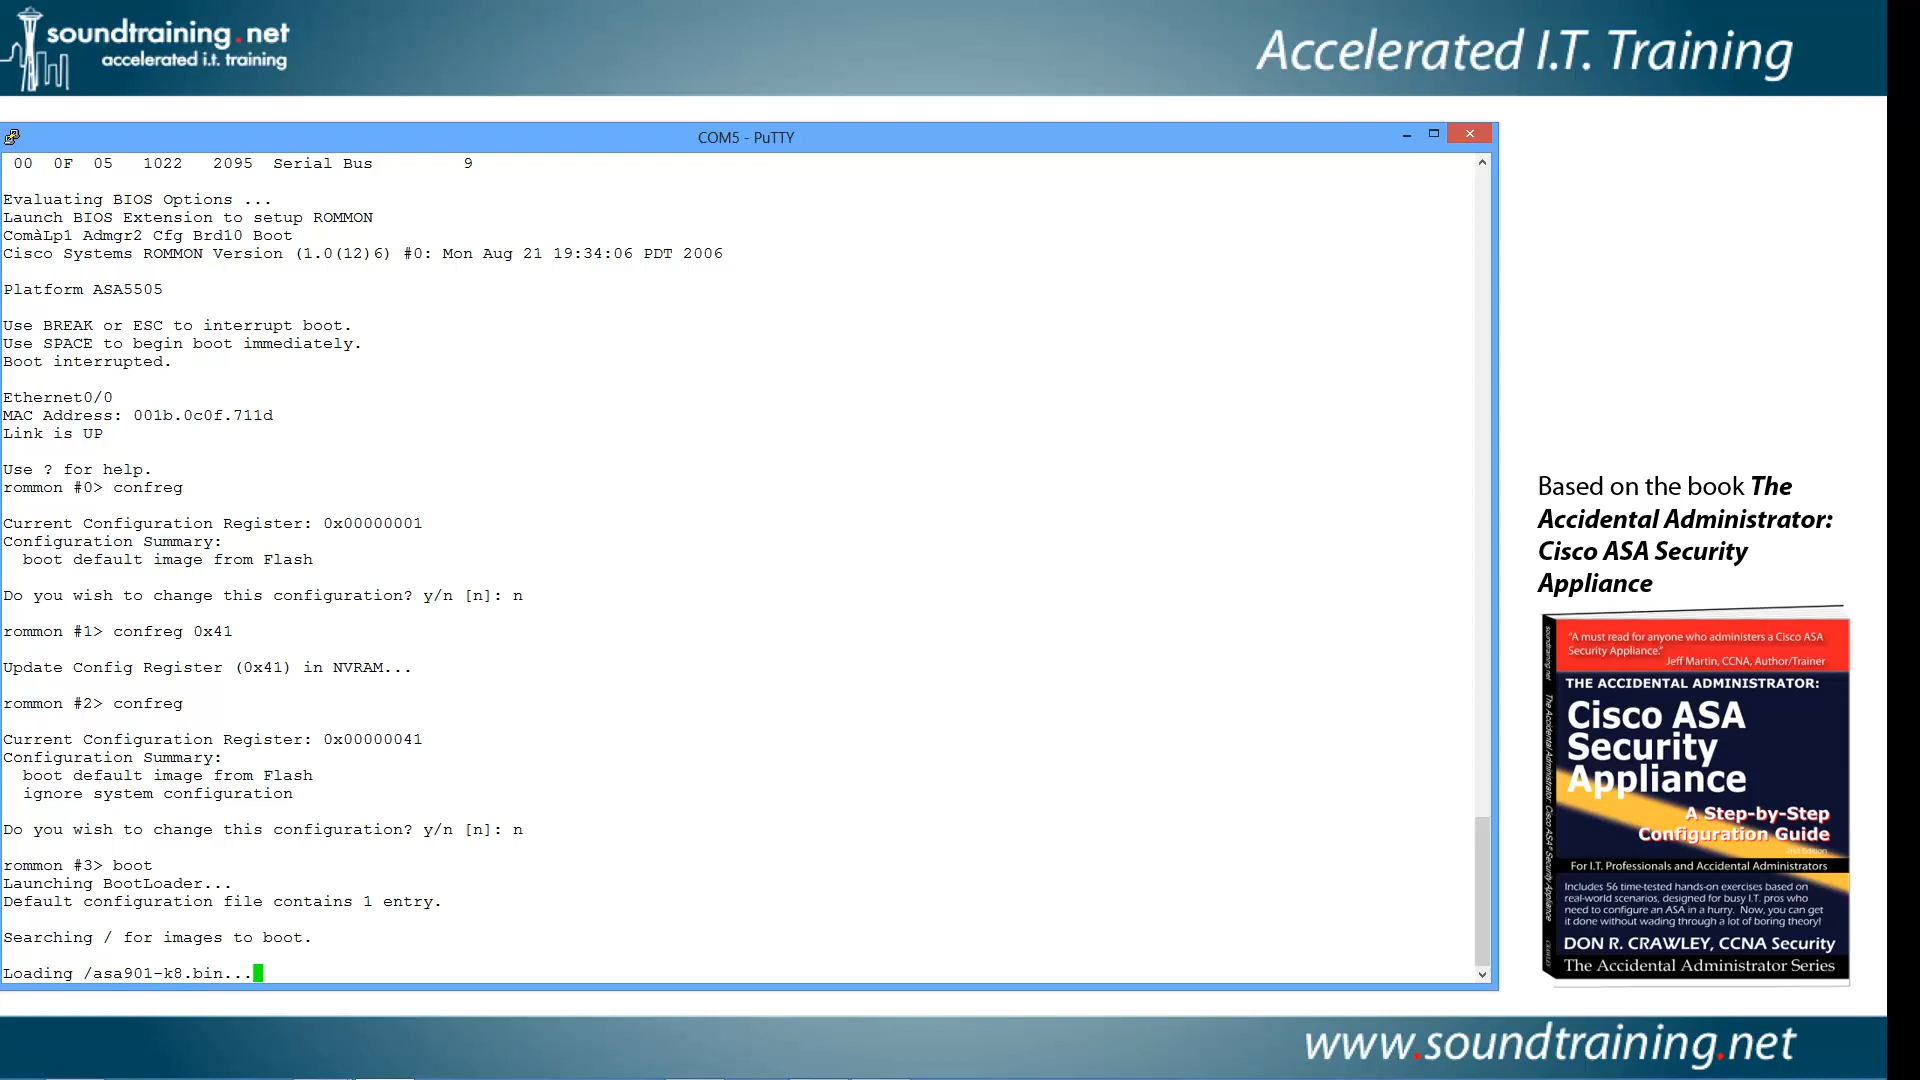 soundtraining.net
accelerated i.t. training
Accelerated I.T. Training
COM5 - PuTTY
00 0F 05 1022 2095 Serial Bus 9
Evaluating BIOS Options ...
Launch BIOS Extension to setup ROMMON
ComàLp1 Admgr2 Cfg Brd10 Boot
Cisco Systems ROMMON Version (1.0(12)6) #0: Mon Aug 21 19:34:06 PDT 2006
Platform ASA5505
Use BREAK or ESC to interrupt boot.
Use SPACE to begin boot immediately.
Boot interrupted.
Ethernet0/0
MAC Address: 001b.0c0f.711d
Link is UP
Use ? for help.
rommon #0> confreg
Current Configuration Register: 0x00000001
Configuration Summary:
boot default image from Flash
Do you wish to change this configuration? y/n [n]: n
rommon #1> confreg 0x41
Update Config Register (0x41) in NVRAM...
rommon #2> confreg
Current Configuration Register: 0x00000041
Configuration Summary:
boot default image from Flash
ignore system configuration
Do you wish to change this configuration? y/n [n]: n
rommon #3> boot
Launching BootLoader...
Default configuration file contains 1 entry.
Searching / for images to boot.
Loading /asa901-k8.bin...
Based on the book The
Accidental Administrator:
Cisco ASA Security
Appliance
"A must read for anyone who administers a Cisco ASA
Security Appliance."
Jeff Martin, CCNA, Author/Trainer
THE ACCIDENTAL ADMINISTRATOR:
Cisco ASA
Security
Appliance
A Step-by-Step
Configuration Guide
For I.T. Professionals and Accidental Administrators
Includes 56 time-tested hands-on exercises based on
real-world scenarios, designed for busy I.T. pros who
need to configure an ASA in a hurry. Now, you can get
it done without wading through a lot of boring theory!
DON R. CRAWLEY, CCNA Security
The Accidental Administrator Series
www.soundtraining.net